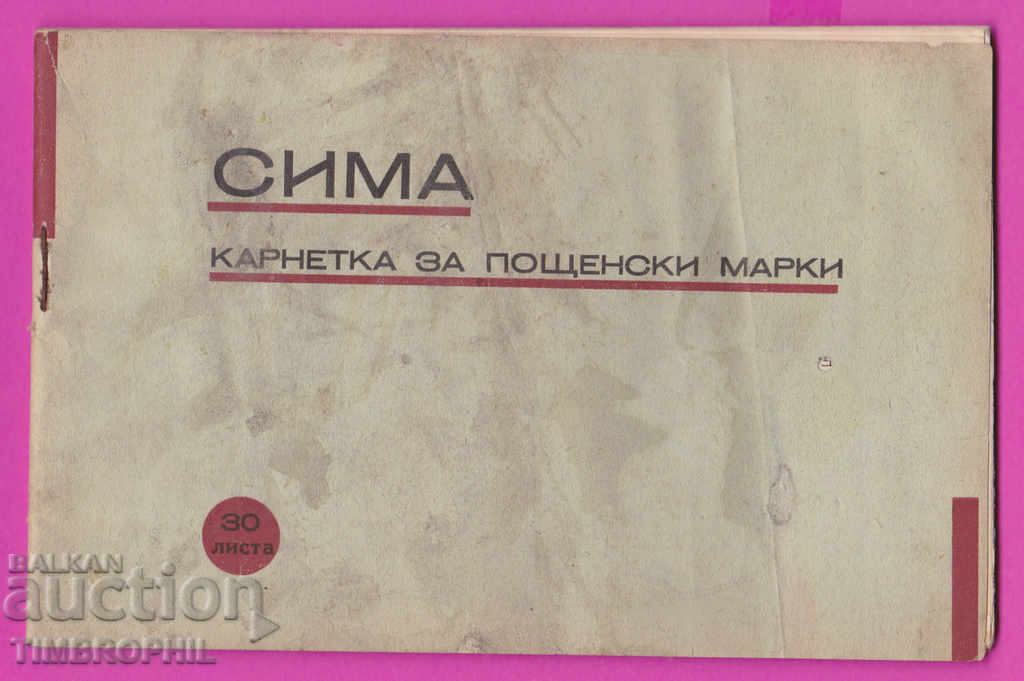 СИМА
КАРНЕТКА ЗА ПОЩЕНСКИ МАРКИ
30
листа
BALKAN
auction
TIMBROPHIL